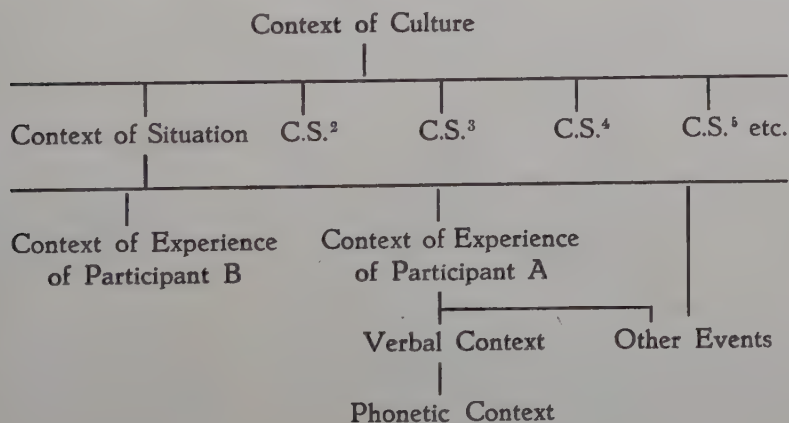 Context of Culture
Context of Situation C.S.² C.S.³ C.S.⁴ C.S.⁵ etc.
Context of Experience of Participant B
Context of Experience of Participant A
Verbal Context Other Events
Phonetic Context